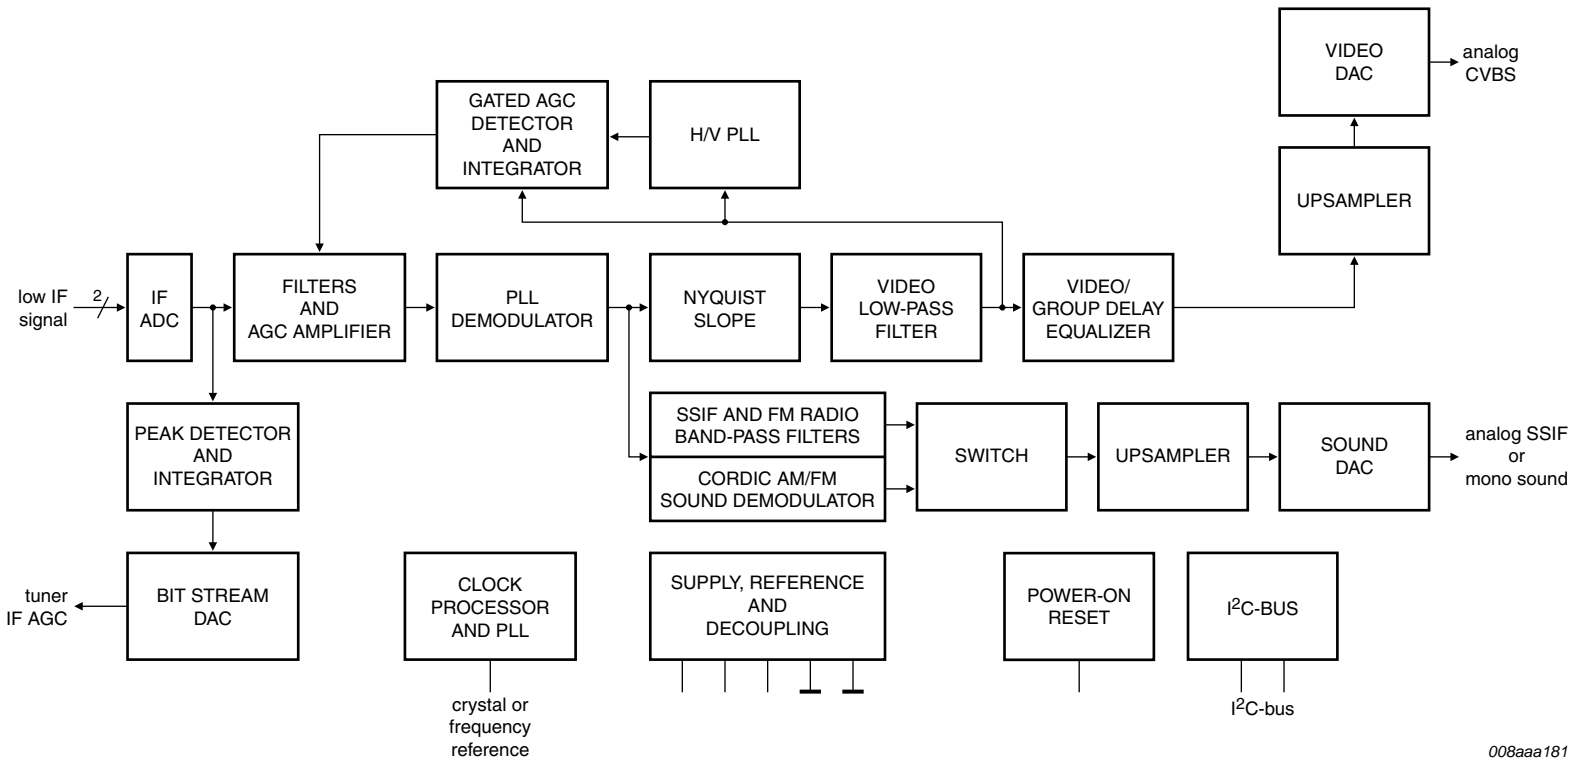 VIDEO
DAC
analog
CVBS
GATED AGC
DETECTOR
AND
INTEGRATOR
H/V PLL
UPSAMPLER
low IF
signal
2
IF
ADC
FILTERS
AND
AGC AMPLIFIER
PLL
DEMODULATOR
NYQUIST
SLOPE
VIDEO
LOW-PASS
FILTER
VIDEO/
GROUP DELAY
EQUALIZER
PEAK DETECTOR
AND
INTEGRATOR
SSIF AND FM RADIO
BAND-PASS FILTERS
CORDIC AM/FM
SOUND DEMODULATOR
SWITCH
UPSAMPLER
SOUND
DAC
analog SSIF
or
mono sound
tuner
IF AGC
BIT STREAM
DAC
CLOCK
PROCESSOR
AND PLL
SUPPLY, REFERENCE
AND
DECOUPLING
POWER-ON
RESET
I²C-BUS
crystal or
frequency
reference
I²C-bus
008aaa181